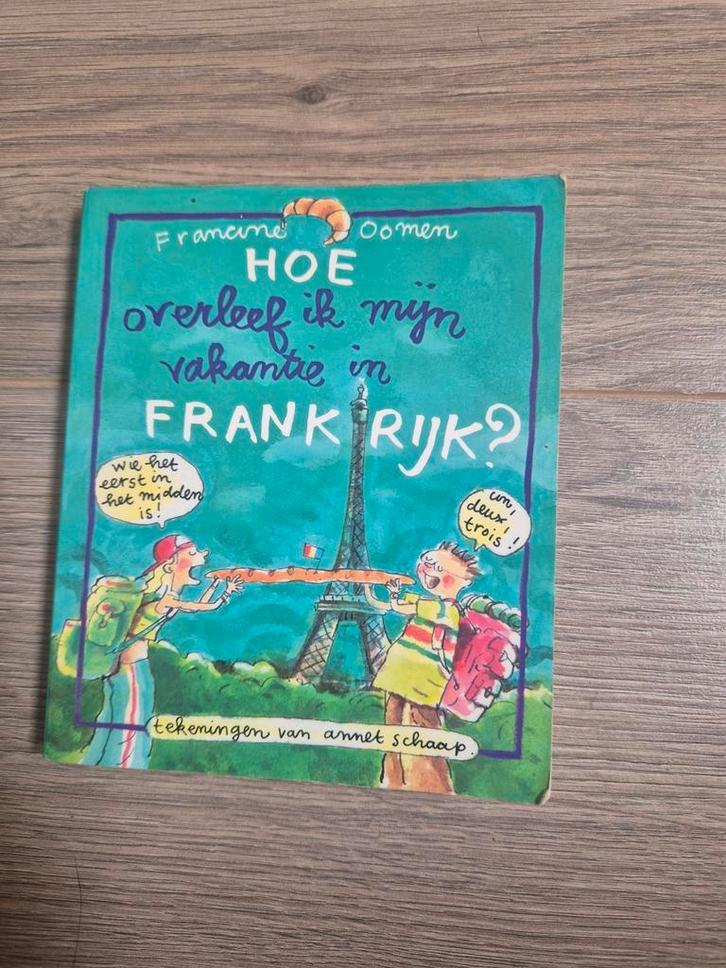 Francine Oomen
HOE
overleef ik mijn
vakantie in
FRANKRIJK?
wie het
eerst in
het midden
is!
un,
deux,
trois!
tekeningen van annet schaap.